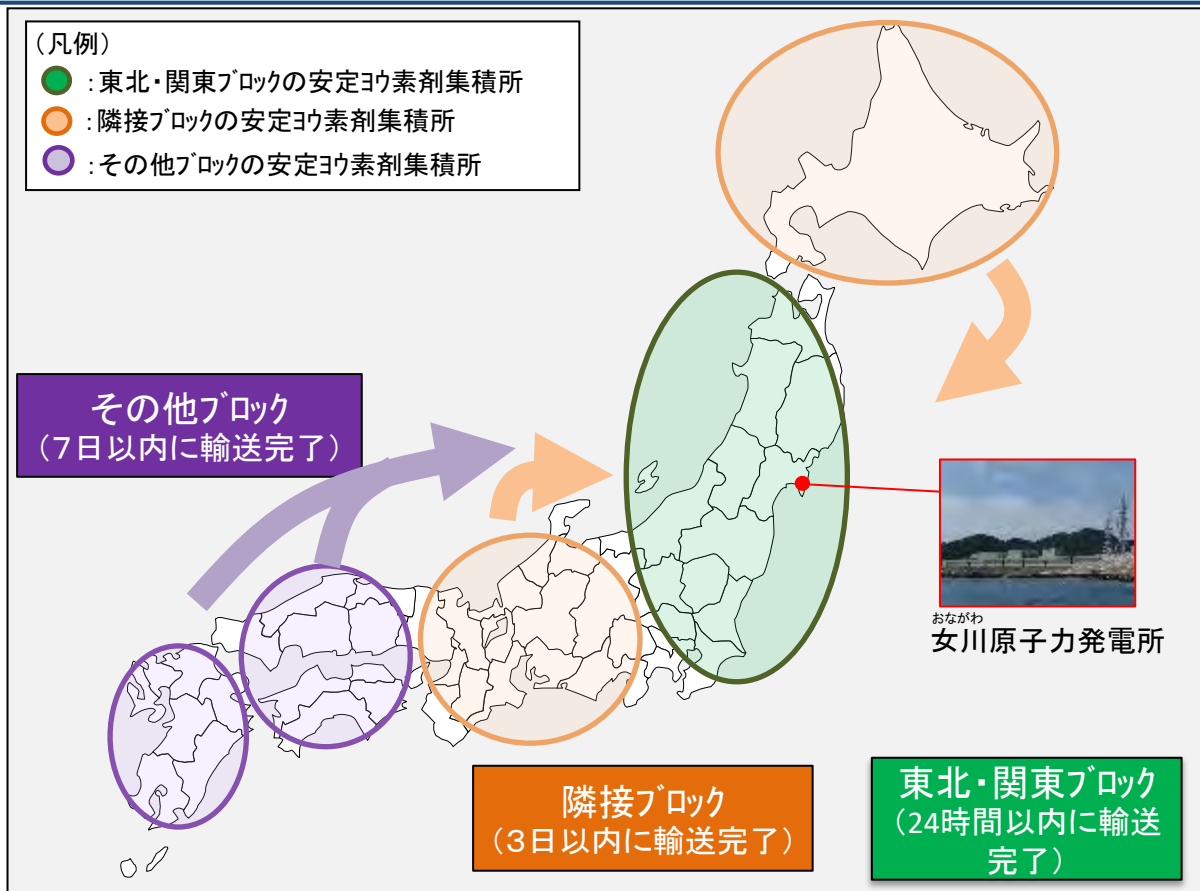 (凡例)
:東北・関東ブロックの安定ヨウ素剤集積所
:隣接ブロックの安定ヨウ素剤集積所
:その他ブロックの安定ヨウ素剤集積所
その他ブロック
(7日以内に輸送完了)
おながわ
女川原子力発電所
隣接ブロック
(3日以内に輸送完了)
東北・関東ブロック
(24時間以内に輸送
完了)